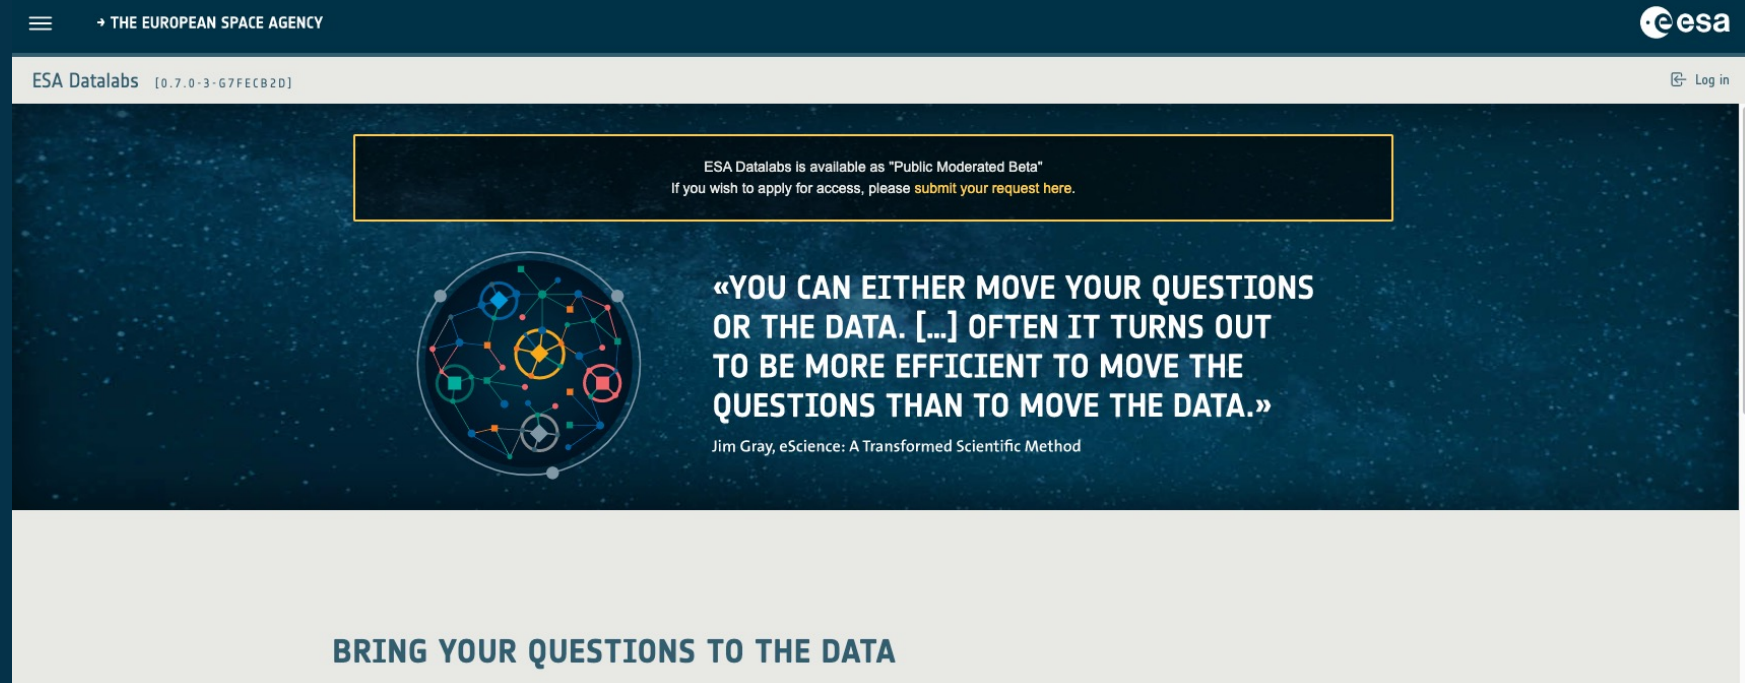 → THE EUROPEAN SPACE AGENCY
esa
ESA Datalabs [0.7.0-3-G7FECB2D]
Log in
ESA Datalabs is available as "Public Moderated Beta"
If you wish to apply for access, please submit your request here.
«YOU CAN EITHER MOVE YOUR QUESTIONS
OR THE DATA. […] OFTEN IT TURNS OUT
TO BE MORE EFFICIENT TO MOVE THE
QUESTIONS THAN TO MOVE THE DATA.»
Jim Gray, eScience: A Transformed Scientific Method
BRING YOUR QUESTIONS TO THE DATA